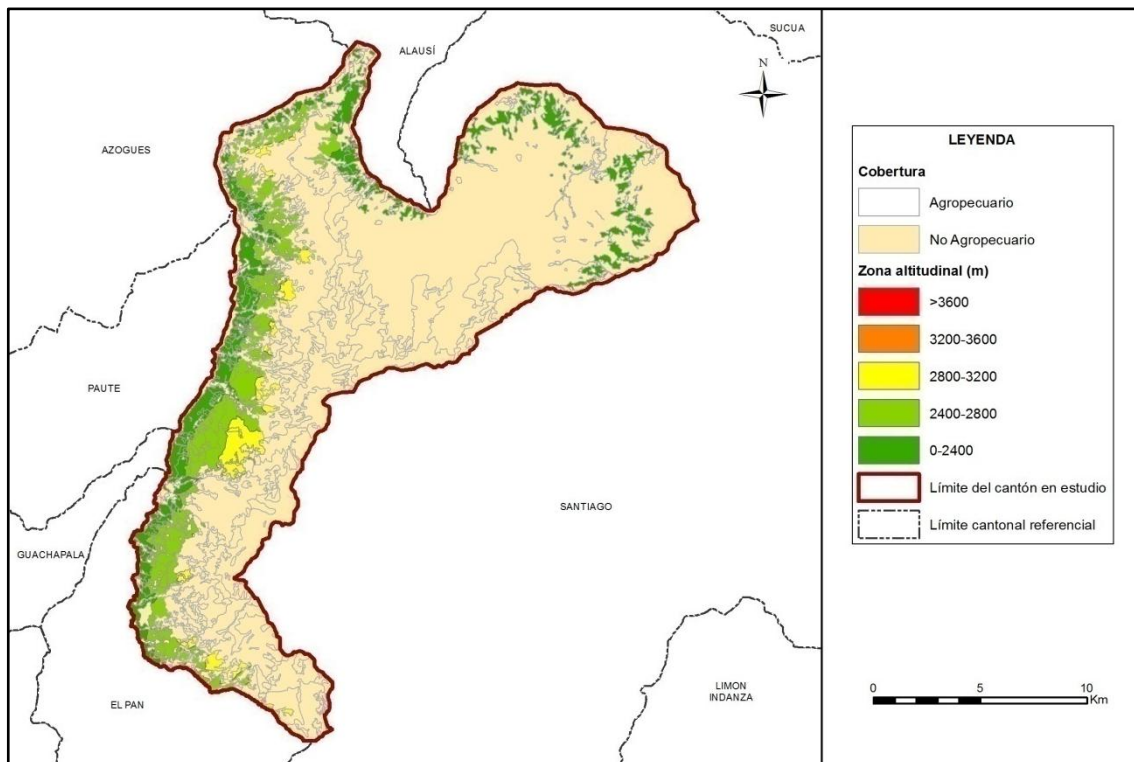 SUCUA
ALAUSÍ
N
AZOGUES
PAUTE
SANTIAGO
GUACHAPALA
EL PAN
LIMON
INDANZA
LEYENDA
Cobertura
Agropecuario
No Agropecuario
Zona altitudinal (m)
>3600
3200-3600
2800-3200
2400-2800
0-2400
Límite del cantón en estudio
Límite cantonal referencial
0 5 10
Km